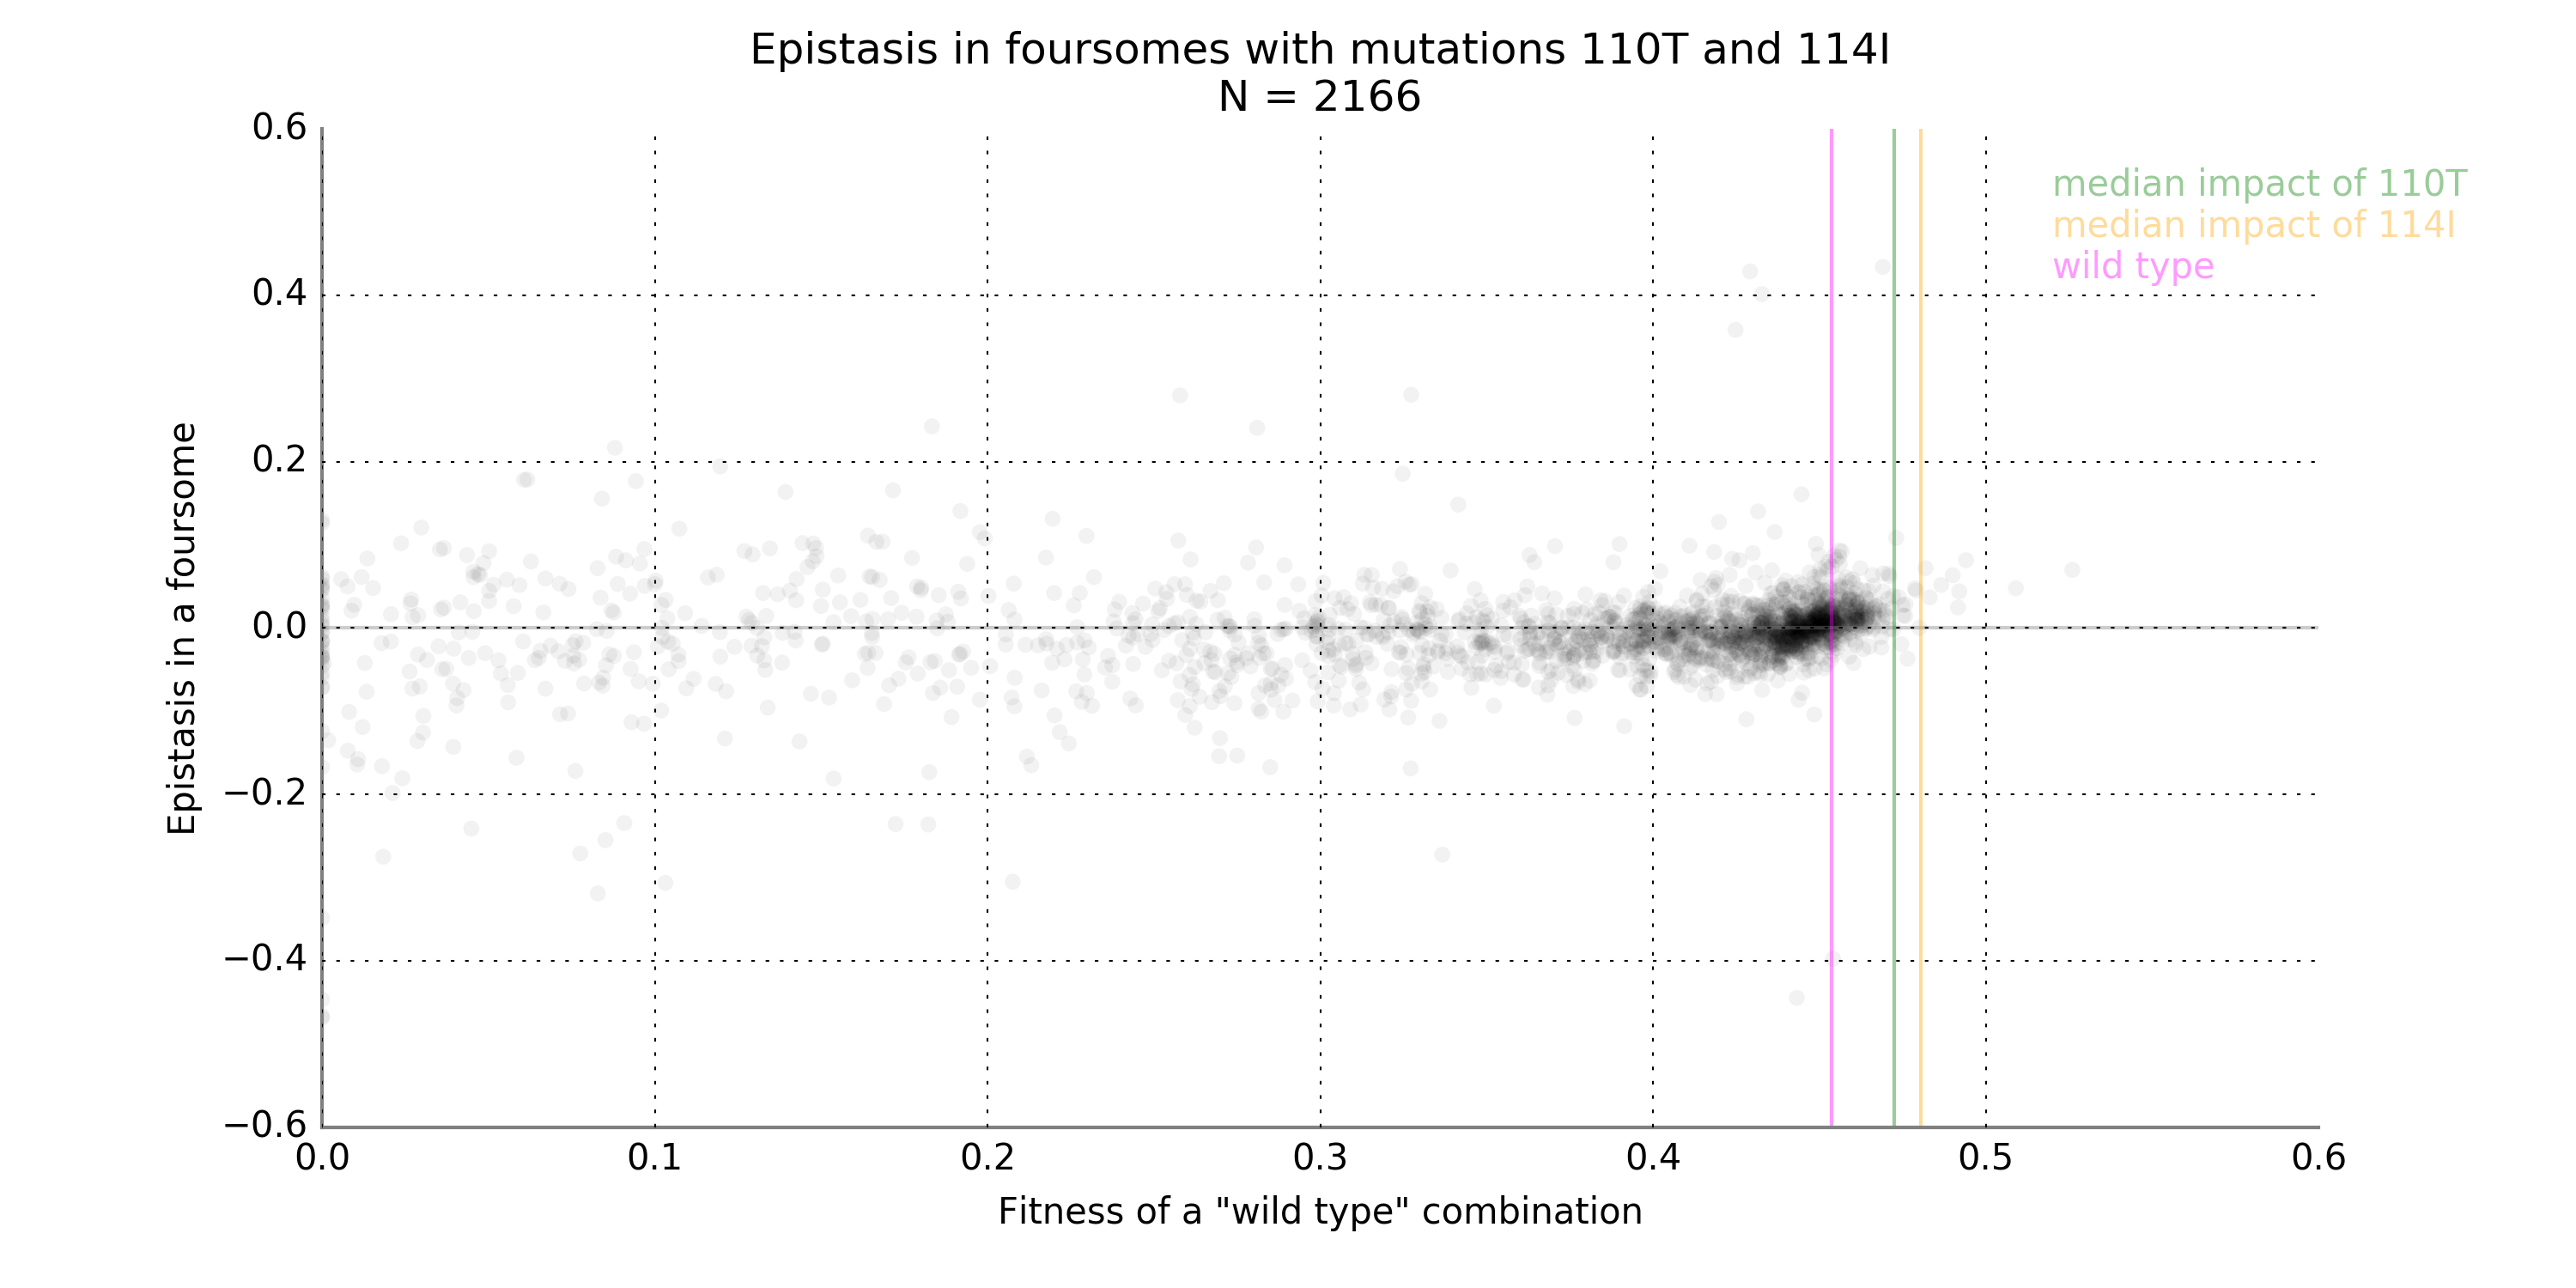 Epistasis in foursomes with mutations 110T and 114I
N = 2166
median impact of 110T
median impact of 114I
wild type
Epistasis in a foursome
0.6
0.4
0.2
0.0
−0.2
−0.4
−0.6
0.0 0.1 0.2 0.3 0.4 0.5 0.6
Fitness of a "wild type" combination